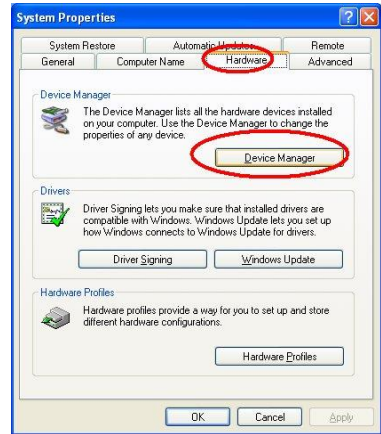 System Properties
System Restore Automatic Updates Remote
General Computer Name Hardware Advanced
Device Manager
The Device Manager lists all the hardware devices installed
on your computer. Use the Device Manager to change the
properties of any device.
Device Manager
Drivers
Driver Signing lets you make sure that installed drivers are
compatible with Windows. Windows Update lets you set up
how Windows connects to Windows Update for drivers.
Driver Signing Windows Update
Hardware Profiles
Hardware profiles provide a way for you to set up and store
different hardware configurations.
Hardware Profiles
OK Cancel Apply